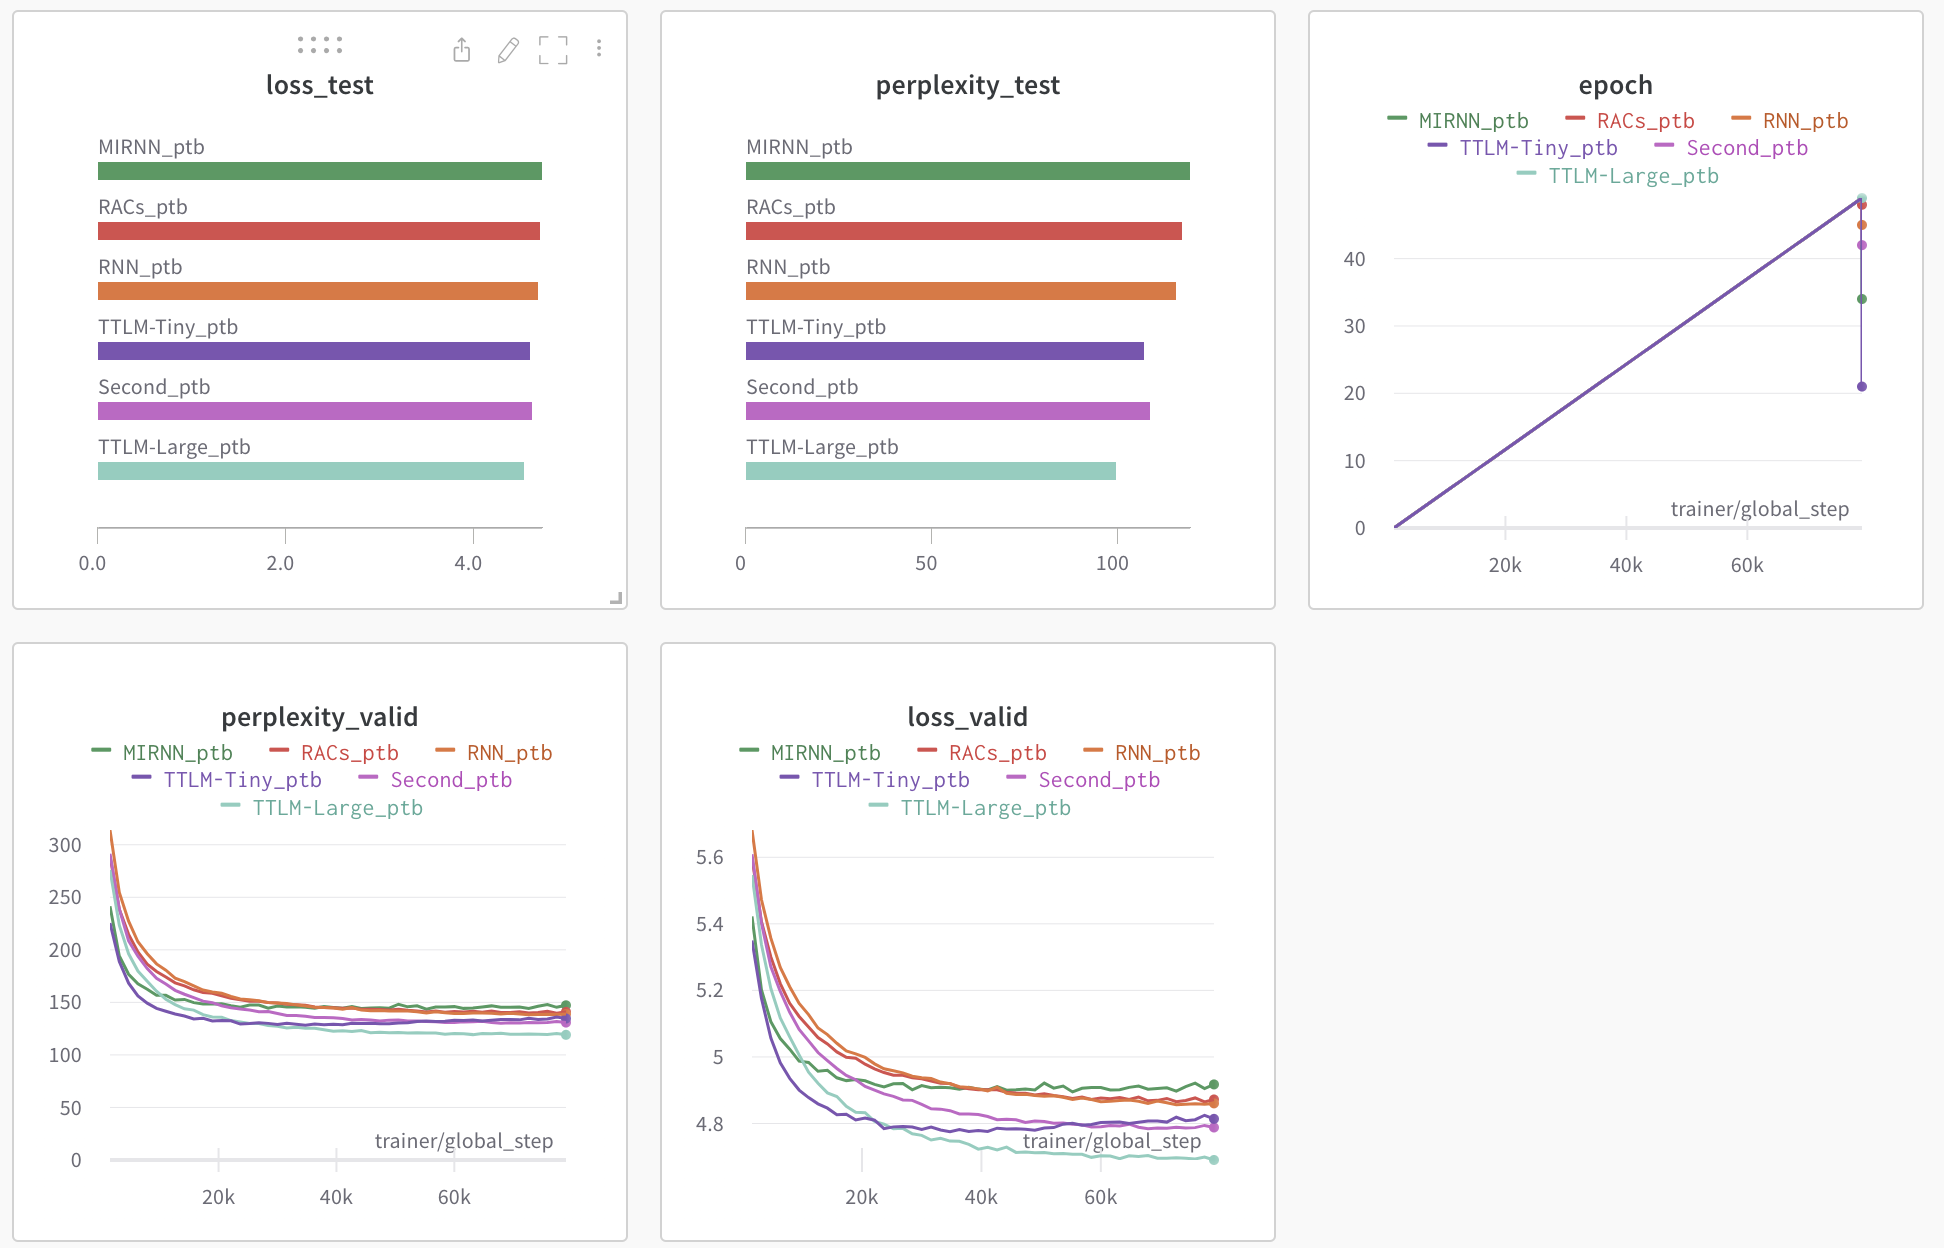 loss_test
MIRNN_ptb
RACs_ptb
RNN_ptb
TTLM-Tiny_ptb
Second_ptb
TTLM-Large_ptb
0.0 2.0 4.0
perplexity_test
MIRNN_ptb
RACs_ptb
RNN_ptb
TTLM-Tiny_ptb
Second_ptb
TTLM-Large_ptb
0 50 100
epoch
MIRNN_ptb RACs_ptb RNN_ptb
TTLM-Tiny_ptb Second_ptb
TTLM-Large_ptb
40
30
20
10
trainer/global_step
0
20k 40k 60k
perplexity_valid
MIRNN_ptb RACs_ptb RNN_ptb
TTLM-Tiny_ptb Second_ptb
TTLM-Large_ptb
300
250
200
150
100
50
trainer/global_step
0
20k 40k 60k
loss_valid
MIRNN_ptb RACs_ptb RNN_ptb
TTLM-Tiny_ptb Second_ptb
TTLM-Large_ptb
5.6
5.4
5.2
5
4.8
trainer/global_step
20k 40k 60k